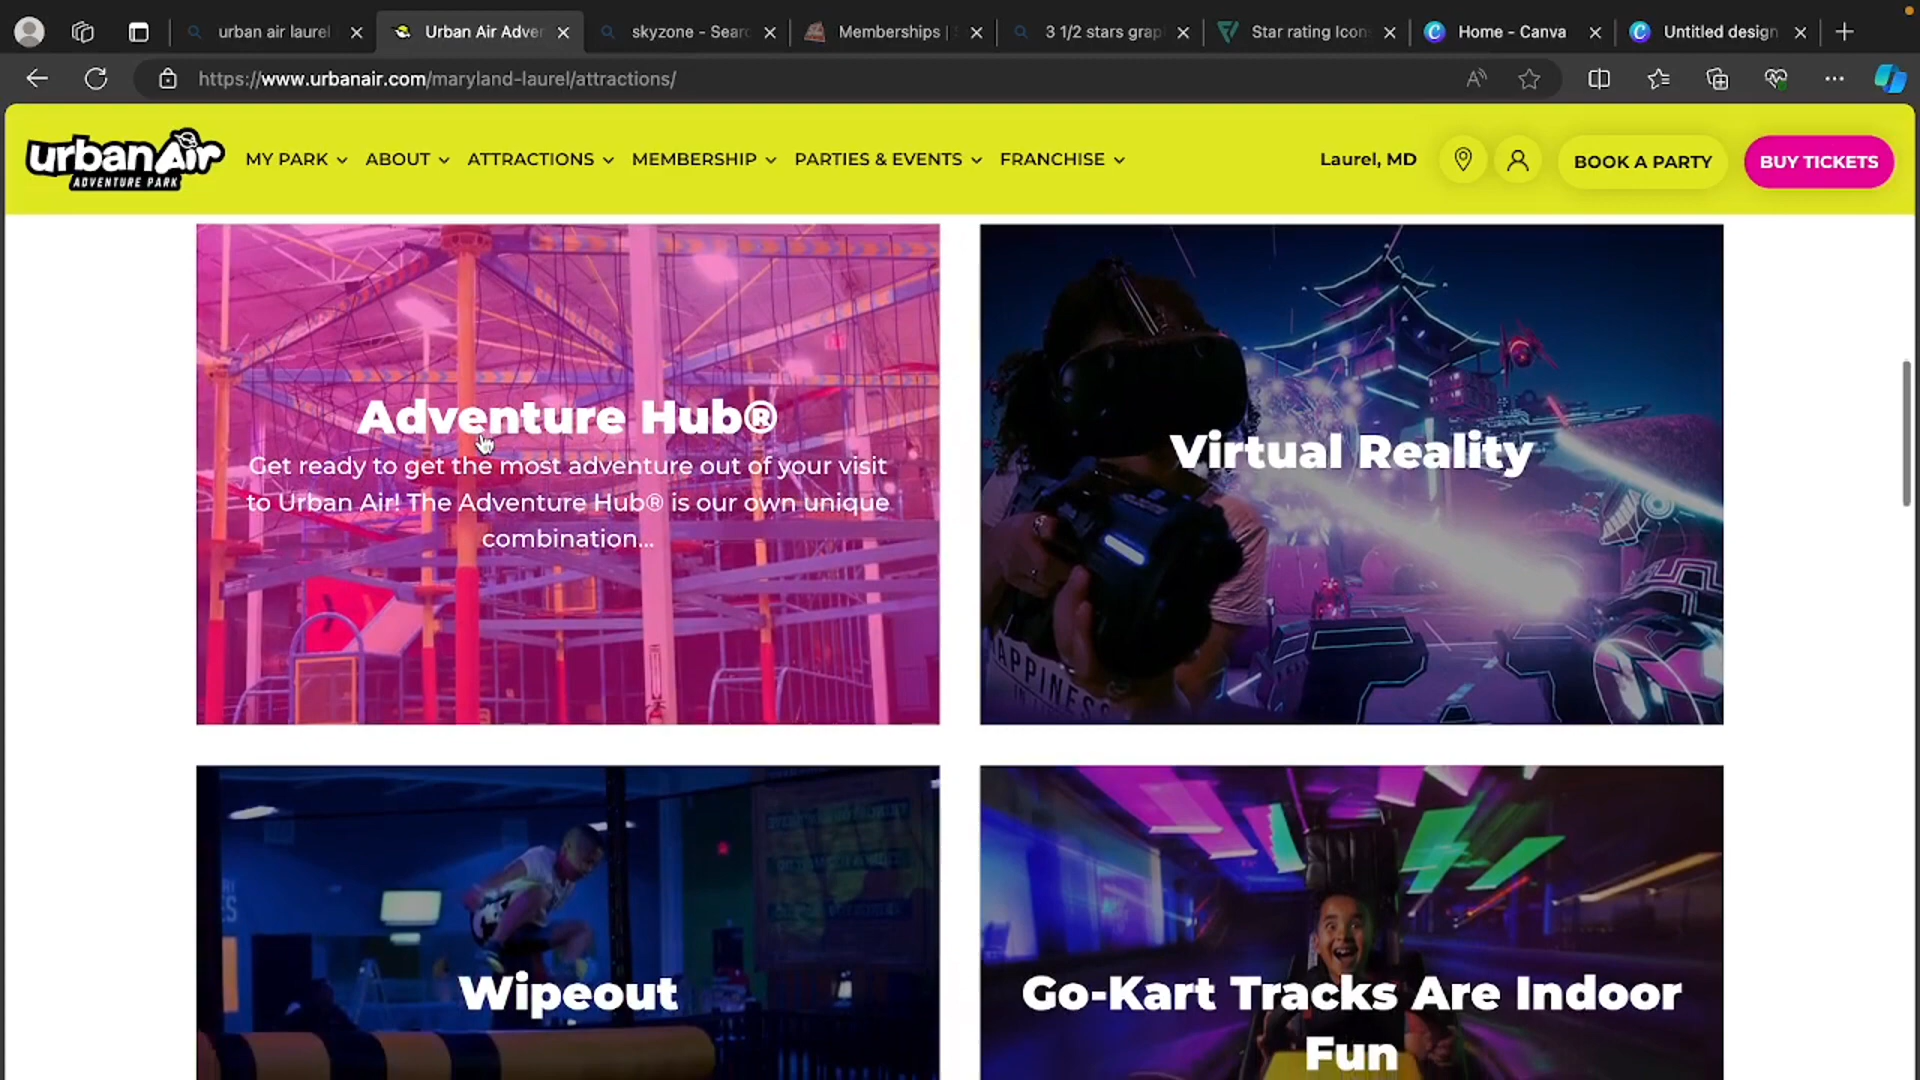 urban air laurel
Urban Air Adver
skyzone - Searc
Memberships | S
3 1/2 stars grap
Star rating Icons
Home - Canva
Untitled design
https://www.urbanair.com/maryland-laurel/attractions/
urbanAir
ADVENTURE PARK
MY PARK
ABOUT
ATTRACTIONS
MEMBERSHIP
PARTIES & EVENTS
FRANCHISE
Laurel, MD
BOOK A PARTY
BUY TICKETS
Adventure Hub®
Get ready to get the most adventure out of your visit
to Urban Air! The Adventure Hub® is our own unique
combination...
Virtual Reality
Wipeout
Go-Kart Tracks Are Indoor
Fun